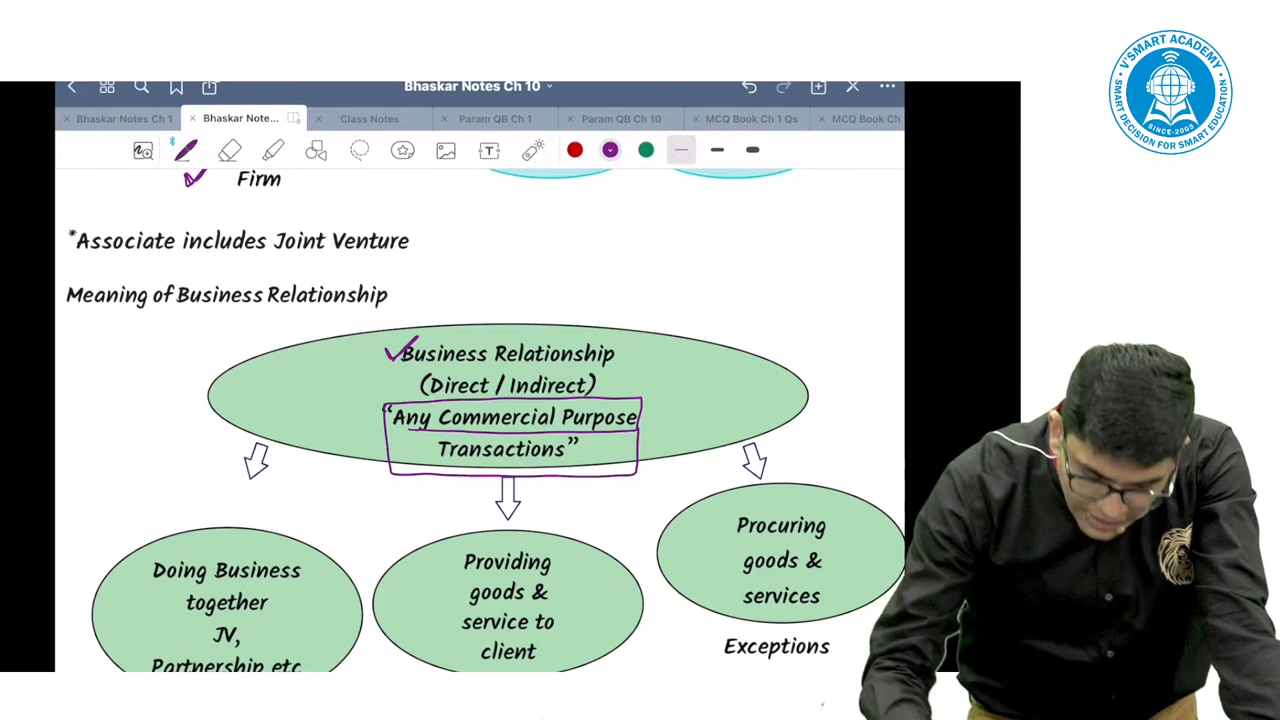 V'SMART ACADEMY
SMART DECISION FOR SMART EDUCATION
SINCE-2005
Bhaskar Notes Ch 10
Bhaskar Notes Ch 1
Bhaskar Note...
Class Notes
Param QB Ch 1
Param QB Ch 10
MCQ Book Ch 1 Qs
MCQ Book Ch
T
Firm
*Associate includes Joint Venture
Meaning of Business Relationship
Business Relationship
(Direct / Indirect)
“Any Commercial Purpose
Transactions”
Doing Business
together
JV,
Partnership etc
Providing
goods &
service to
client
Procuring
goods &
services
Exceptions